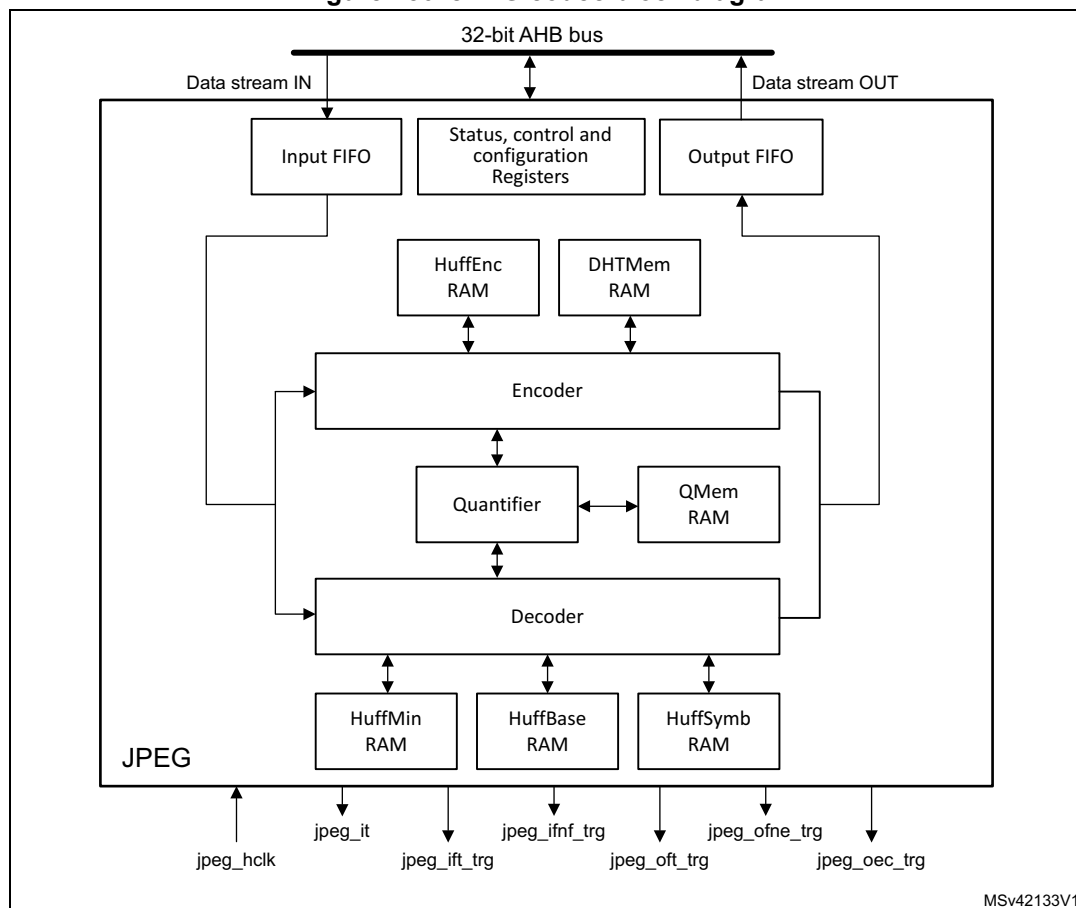 32-bit AHB bus
Data stream IN
Data stream OUT
Input FIFO
Status, control and
configuration
Registers
Output FIFO
HuffEnc
RAM
DHTMem
RAM
Encoder
Quantifier
QMem
RAM
Decoder
HuffMin
RAM
HuffBase
RAM
HuffSymb
RAM
JPEG
jpeg_hclk
jpeg_it
jpeg_ift_trg
jpeg_ifnf_trg
jpeg_oft_trg
jpeg_ofne_trg
jpeg_oec_trg
MSv42133V1